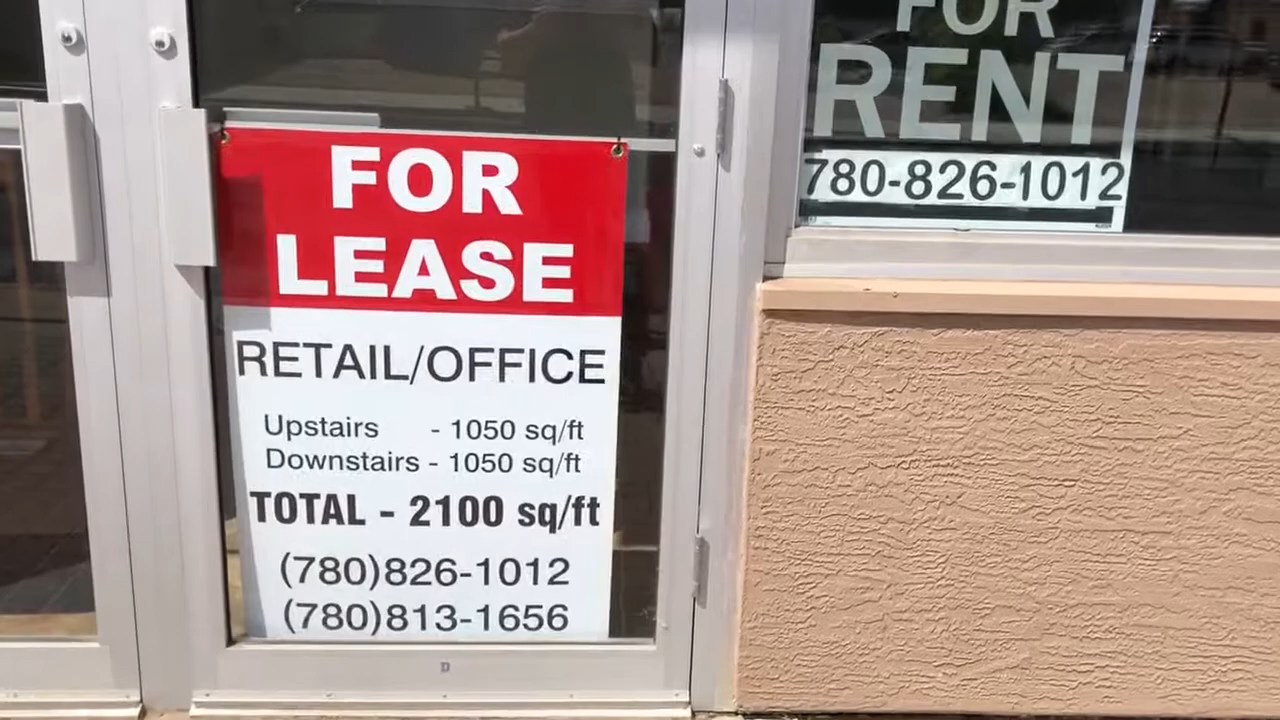 FOR
LEASE
RETAIL/OFFICE
Upstairs - 1050 sq/ft
Downstairs - 1050 sq/ft
TOTAL - 2100 sq/ft
(780)826-1012
(780)813-1656
D
FOR
RENT
780-826-1012